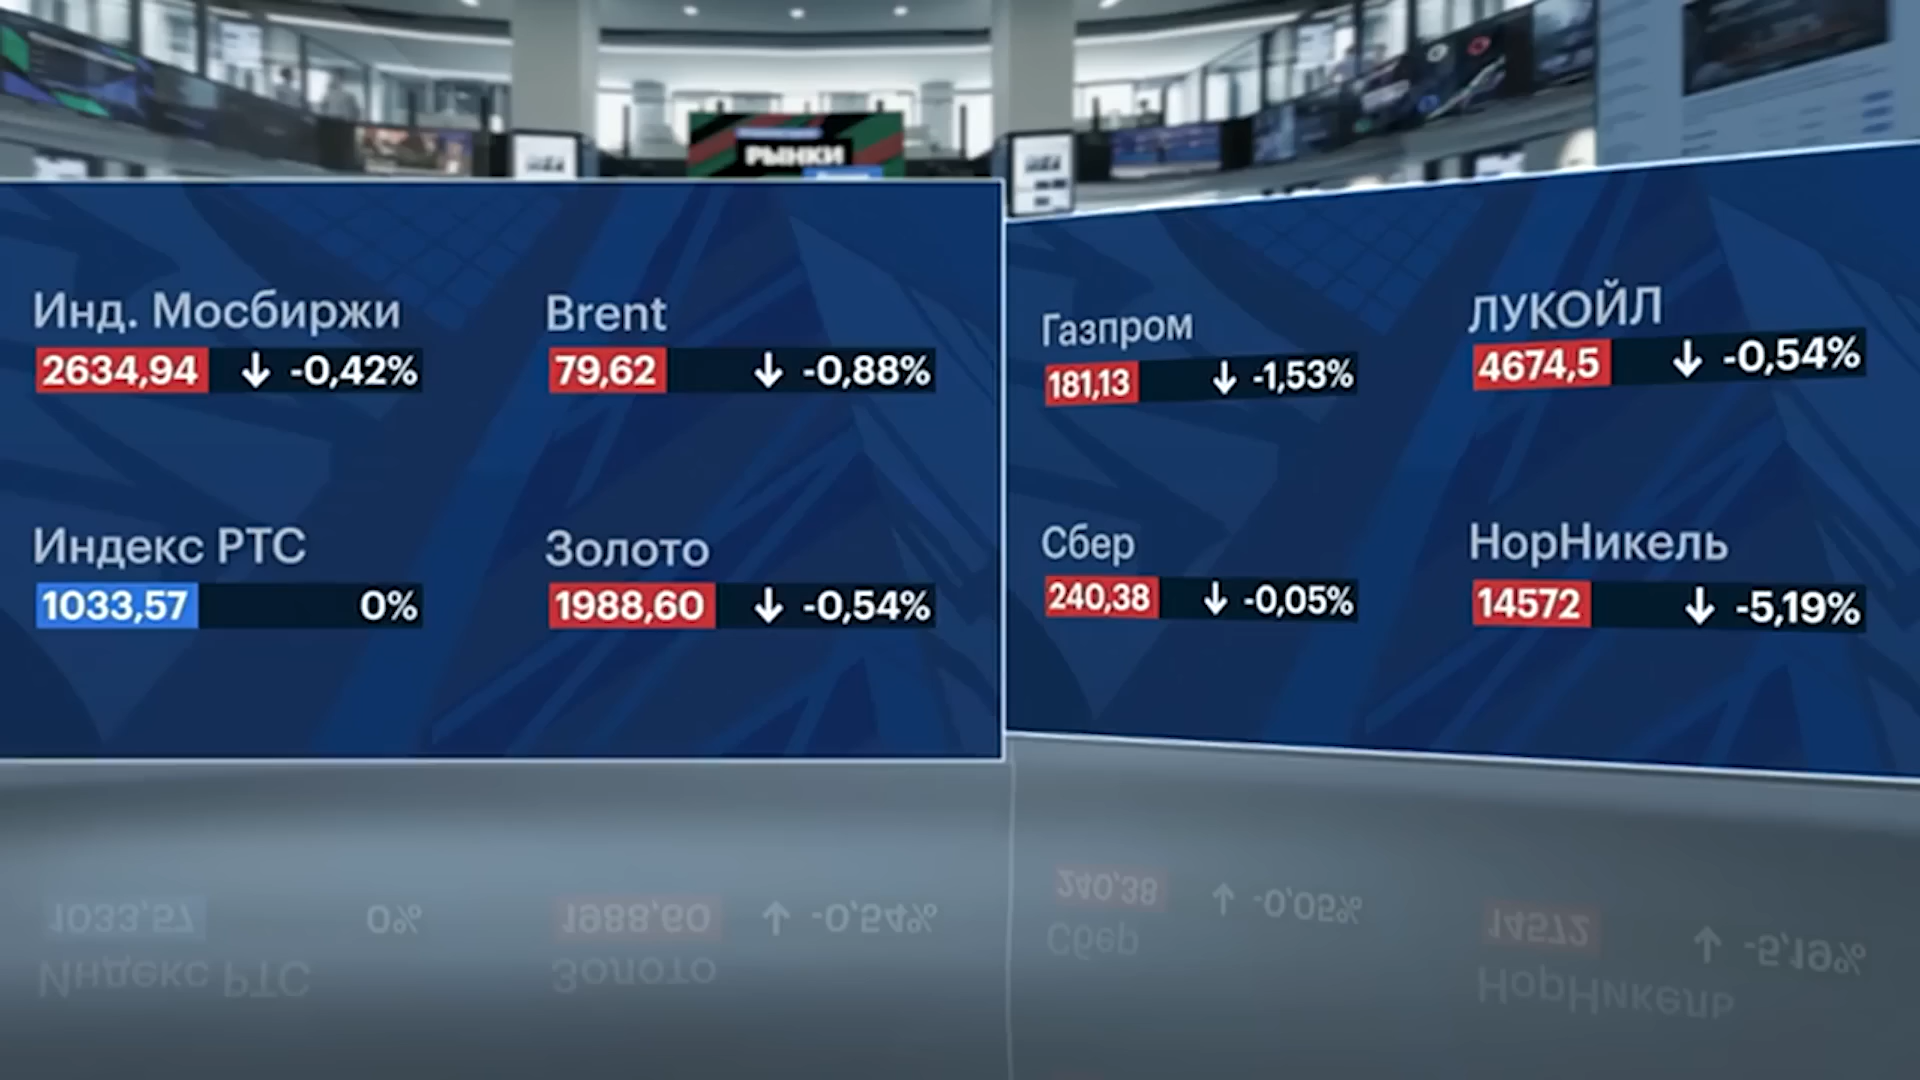 РЫНКИ
Инд. Мосбиржи
2634,94 ↓ -0,42%
Brent
79,62 ↓ -0,88%
Индекс РТС
1033,57 0%
Золото
1988,60 ↓ -0,54%
Газпром
181,13 ↓ -1,53%
ЛУКОЙЛ
4674,5 ↓ -0,54%
Сбер
240,38 ↓ -0,05%
НорНикель
14572 ↓ -5,19%